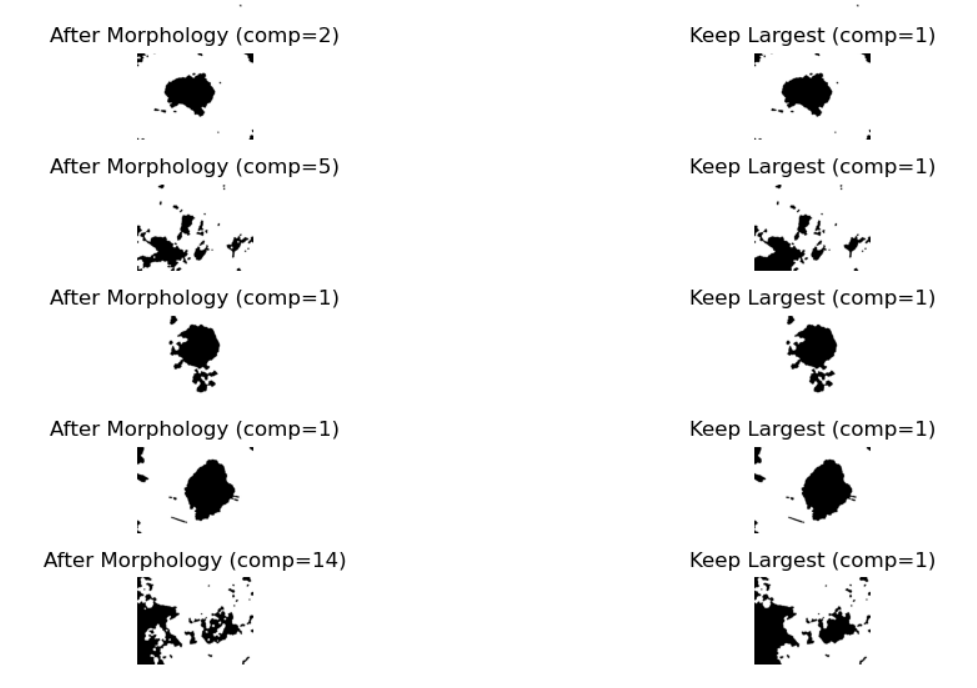 After Morphology (comp=2) Keep Largest (comp=1)
After Morphology (comp=5) Keep Largest (comp=1)
After Morphology (comp=1) Keep Largest (comp=1)
After Morphology (comp=1) Keep Largest (comp=1)
After Morphology (comp=14) Keep Largest (comp=1)